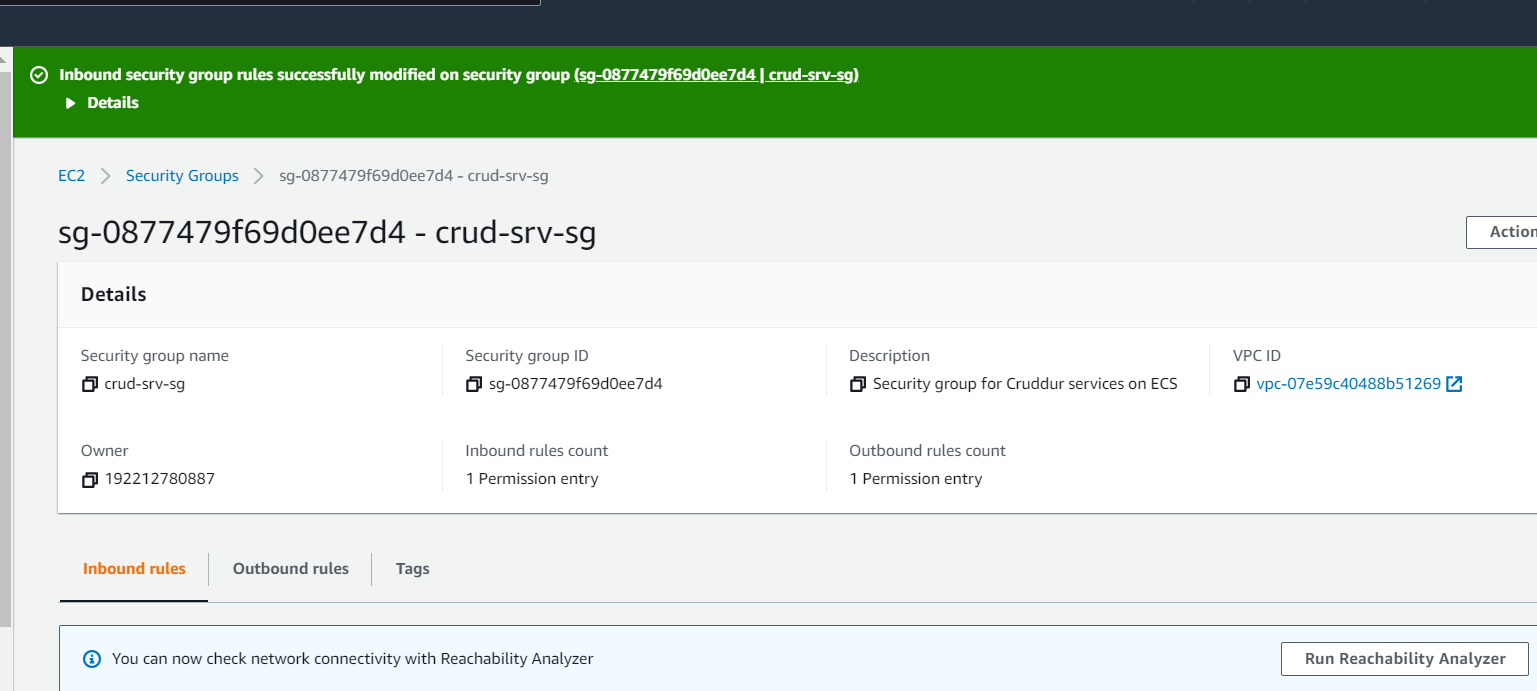 Inbound security group rules successfully modified on security group (sg-0877479f69d0ee7d4 | crud-srv-sg)
Details
EC2 > Security Groups > sg-0877479f69d0ee7d4 - crud-srv-sg
sg-0877479f69d0ee7d4 - crud-srv-sg
Action
Details
Security group name
crud-srv-sg
Security group ID
sg-0877479f69d0ee7d4
Description
Security group for Cruddur services on ECS
VPC ID
vpc-07e59c40488b51269
Owner
192212780887
Inbound rules count
1 Permission entry
Outbound rules count
1 Permission entry
Inbound rules
Outbound rules
Tags
You can now check network connectivity with Reachability Analyzer
Run Reachability Analyzer